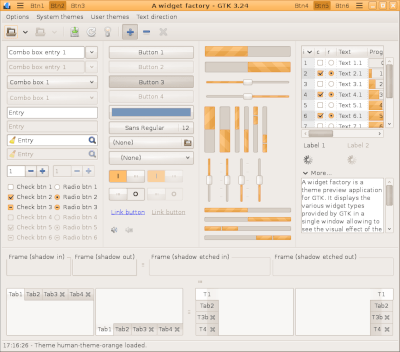 Btn1 Btn2 Btn3 A widget factory - GTK 3.24 Btn4 Btn5 Btn6
Options System themes User themes Text direction
Combo box entry 1
Combo box entry 1
Combo box 1
Combo box 1
Entry
Entry
Entry
Entry
1
1
Check btn 1 Radio btn 1
Check btn 2 Radio btn 2
Check btn 3 Radio btn 3
Check btn 4 Radio btn 4
Check btn 5 Radio btn 5
Check btn 6 Radio btn 6
Button 1
Button 2
Button 3
Button 4
Sans Regular 12
(None)
(None)
Link button Link button
c r Text Prog
1 Text 1.1
2 Text 2.1
3 Text 3.1
4 Text 4.1
5 Text 5.1
6 Text 6.1
7 Text 7.1
Label 1 Label 2
More...
A widget factory is a
theme preview application
for GTK. It displays the
various widget types
provided by GTK in a
single window allowing to
see the visual effect of the
Frame (shadow in) Frame (shadow out) Frame (shadow etched in) Frame (shadow etched out)
Tab1 Tab2 Tab3 Tab4
Tab1 Tab2 Tab3 Tab4
T1
Tab2
T3b
T4
T1
Tab2
T3b
T4
17:16:26 - Theme human-theme-orange loaded.